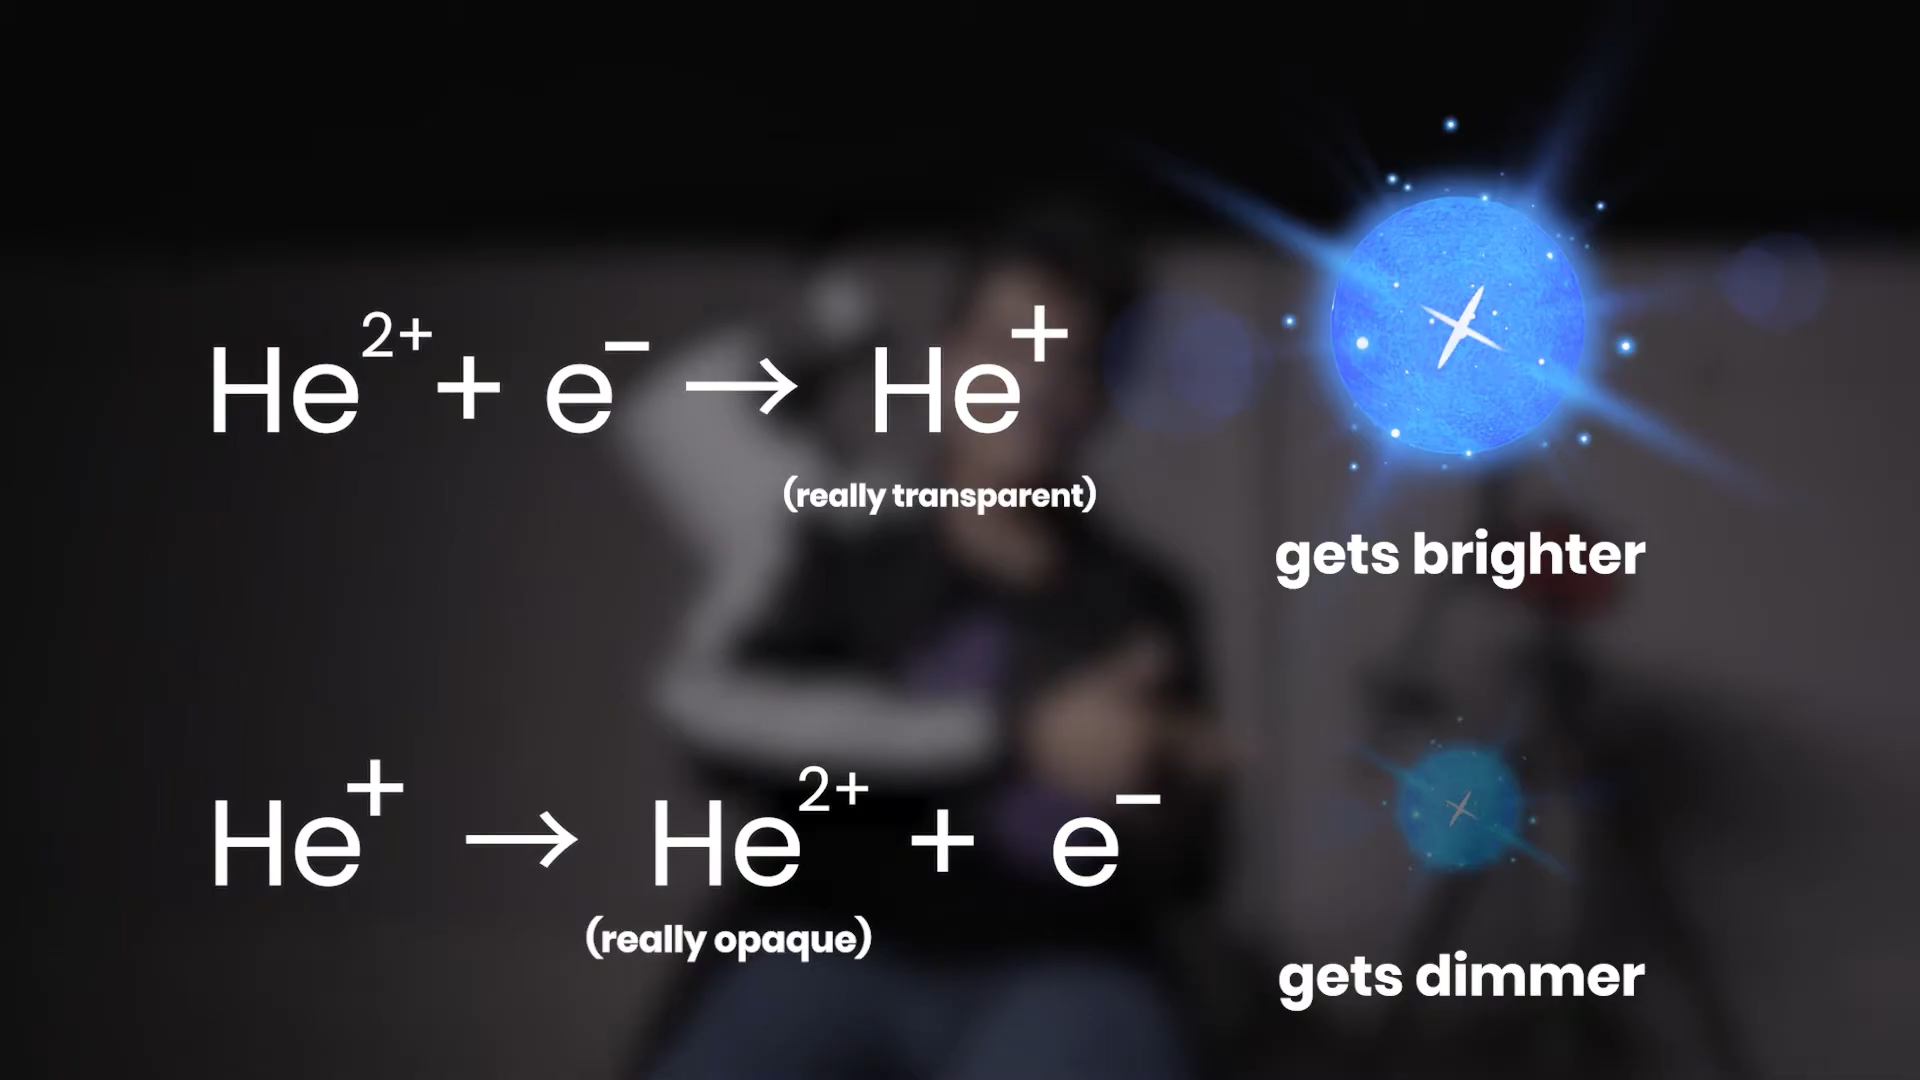 He²⁺ + e⁻ → He⁺
(really transparent)
gets brighter
He⁺ → He²⁺ + e⁻
(really opaque)
gets dimmer